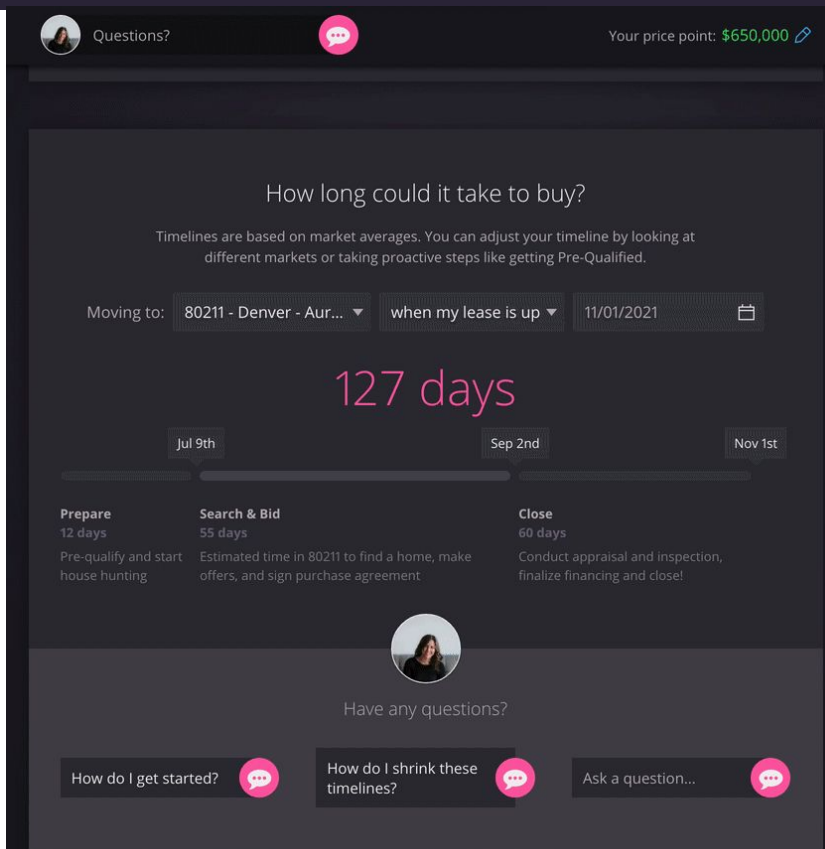 Questions?
Your price point: $650,000
How long could it take to buy?
Timelines are based on market averages. You can adjust your timeline by looking at
different markets or taking proactive steps like getting Pre-Qualified.
Moving to: 80211 - Denver - Aur... when my lease is up 11/01/2021
127 days
Jul 9th Sep 2nd Nov 1st
Prepare
12 days
Pre-qualify and start
house hunting
Search & Bid
55 days
Estimated time in 80211 to find a home, make
offers, and sign purchase agreement
Close
60 days
Conduct appraisal and inspection,
finalize financing and close!
Have any questions?
How do I get started?
How do I shrink these
timelines?
Ask a question...